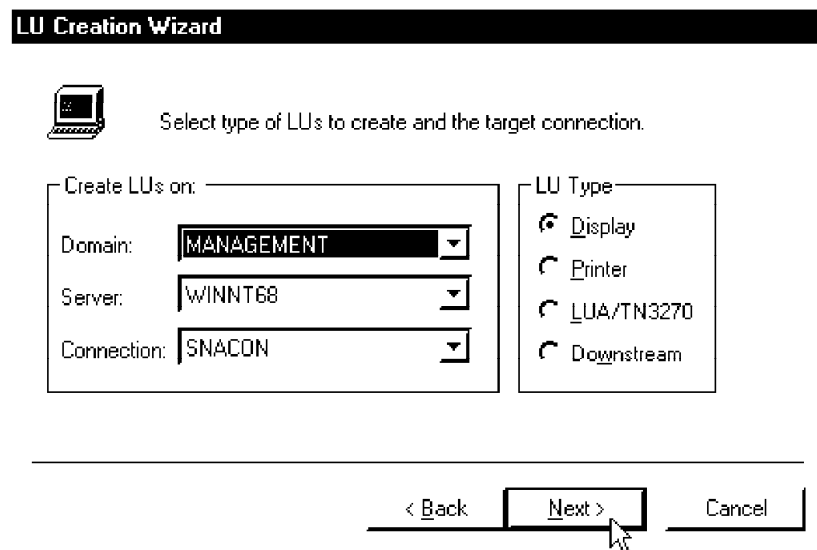 LU Creation Wizard
Select type of LUs to create and the target connection.
Create LUs on:
Domain: MANAGEMENT
Server: WINNT68
Connection: SNACON
LU Type
Display
Printer
LUA/TN3270
Downstream
< Back Next > Cancel